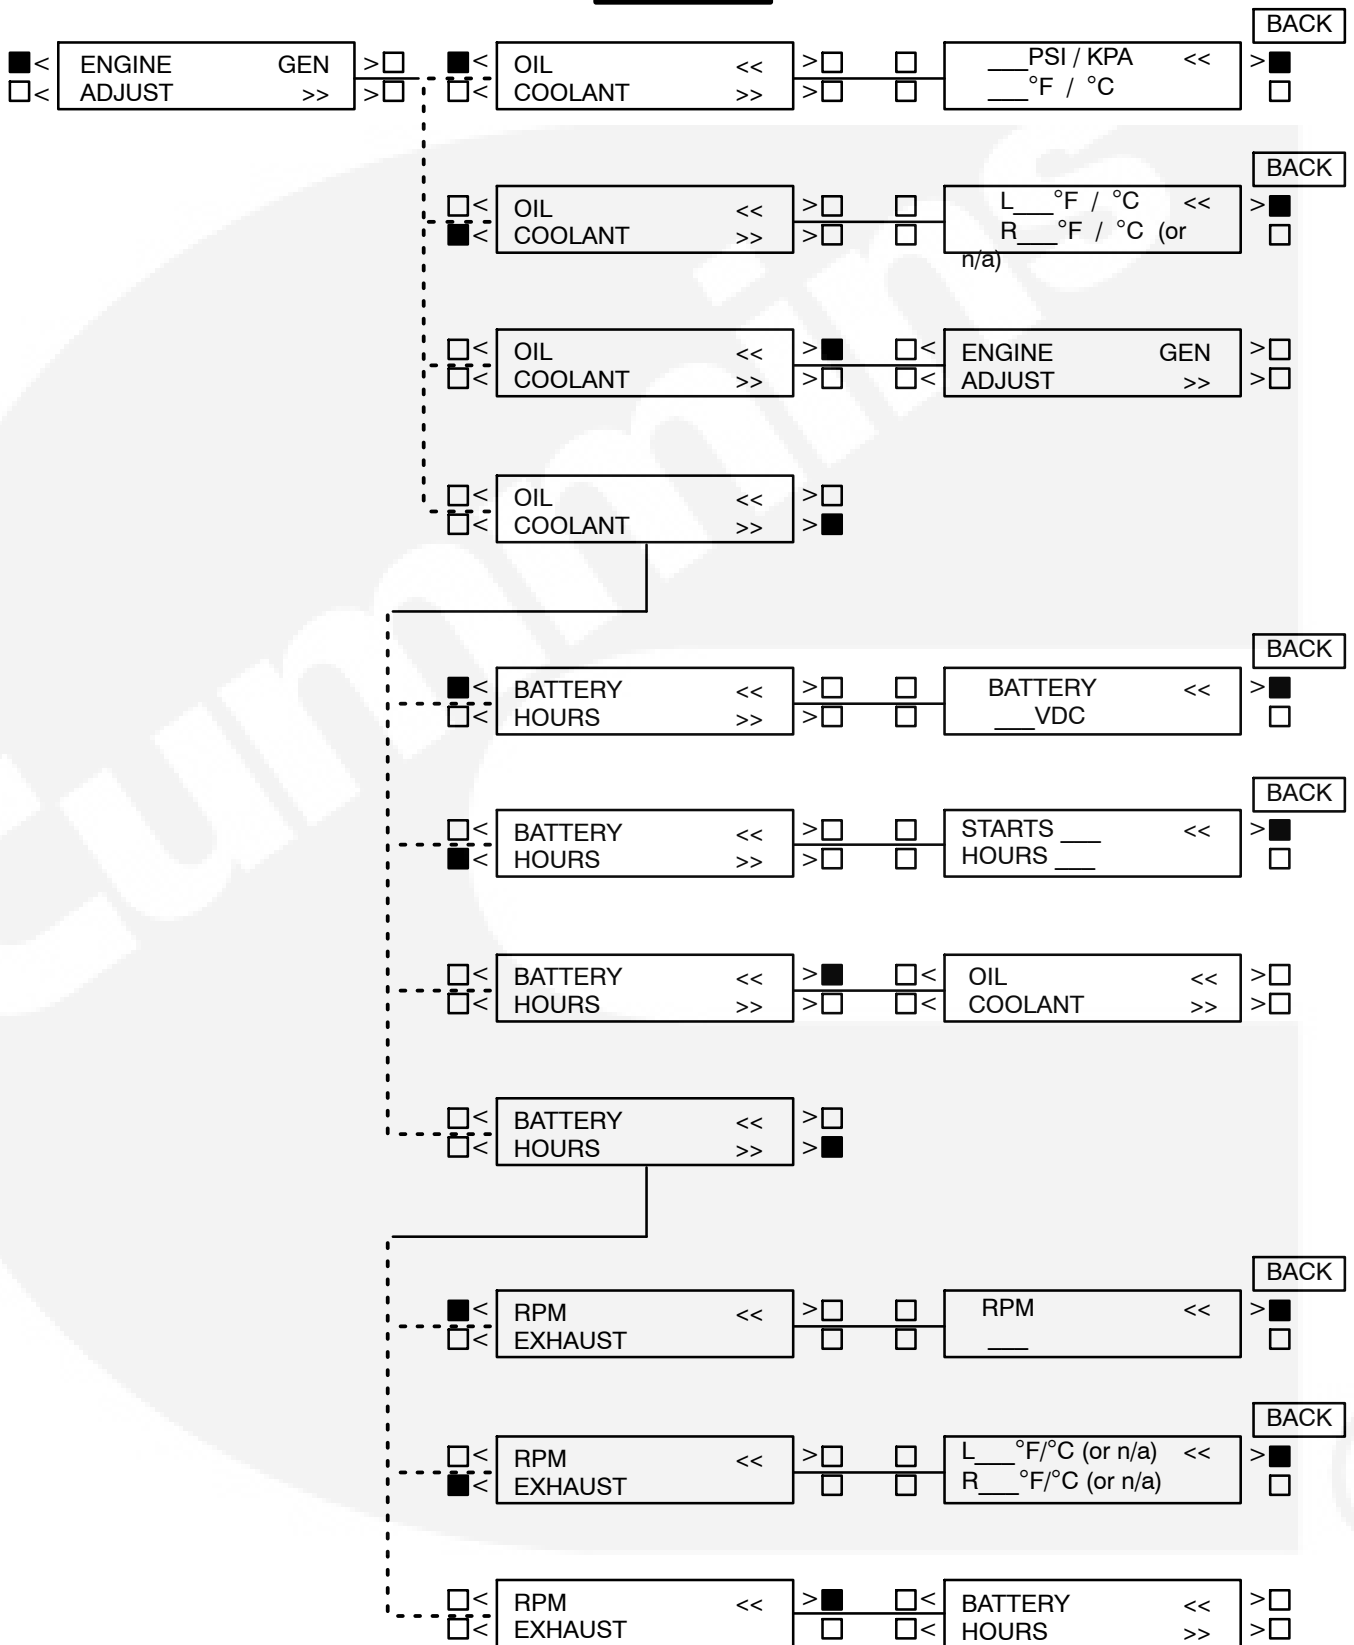 BACK
< ENGINE GEN > < OIL << > ___PSI / KPA << >
< ADJUST >> > < COOLANT >> > ___°F / °C
BACK
< OIL << > L___°F / °C << >
< COOLANT >> > R___°F / °C (or
n/a)
< OIL << > < ENGINE GEN >
< COOLANT >> > < ADJUST >> >
< OIL << >
< COOLANT >> >
BACK
< BATTERY << > BATTERY << >
< HOURS >> > ___VDC
BACK
< BATTERY << > STARTS ___ << >
< HOURS >> > HOURS ___
< BATTERY << > < OIL << >
< HOURS >> > < COOLANT >> >
< BATTERY << >
< HOURS >> >
BACK
< RPM << > RPM << >
< EXHAUST ___
BACK
< RPM << > L___°F/°C (or n/a) << >
< EXHAUST R___°F/°C (or n/a)
< RPM << > < BATTERY << >
< EXHAUST < HOURS >> >
Cummins